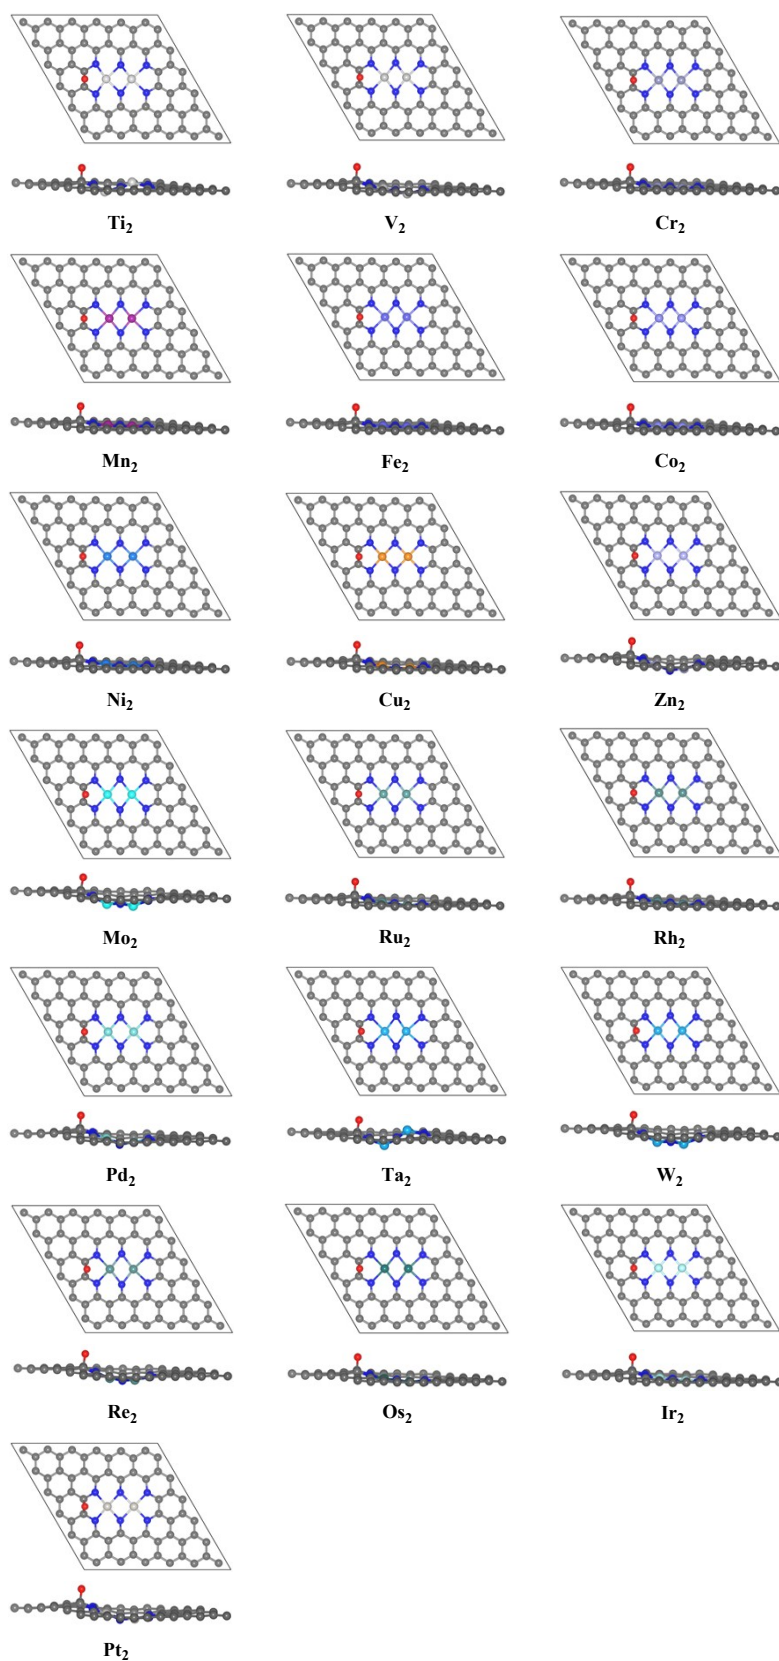 Ti₂
V₂
Cr₂
Mn₂
Fe₂
Co₂
Ni₂
Cu₂
Zn₂
Mo₂
Ru₂
Rh₂
Pd₂
Ta₂
W₂
Re₂
Os₂
Ir₂
Pt₂